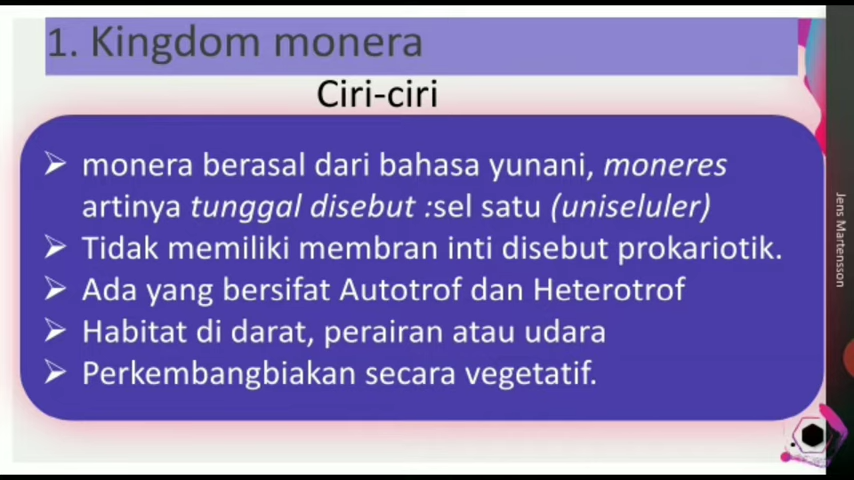 1. Kingdom monera
Ciri-ciri
➢ monera berasal dari bahasa yunani, moneres
artinya tunggal disebut :sel satu (uniseluler)
➢ Tidak memiliki membran inti disebut prokariotik.
➢ Ada yang bersifat Autotrof dan Heterotrof
➢ Habitat di darat, perairan atau udara
➢ Perkembangbiakan secara vegetatif.
Jens Martensson